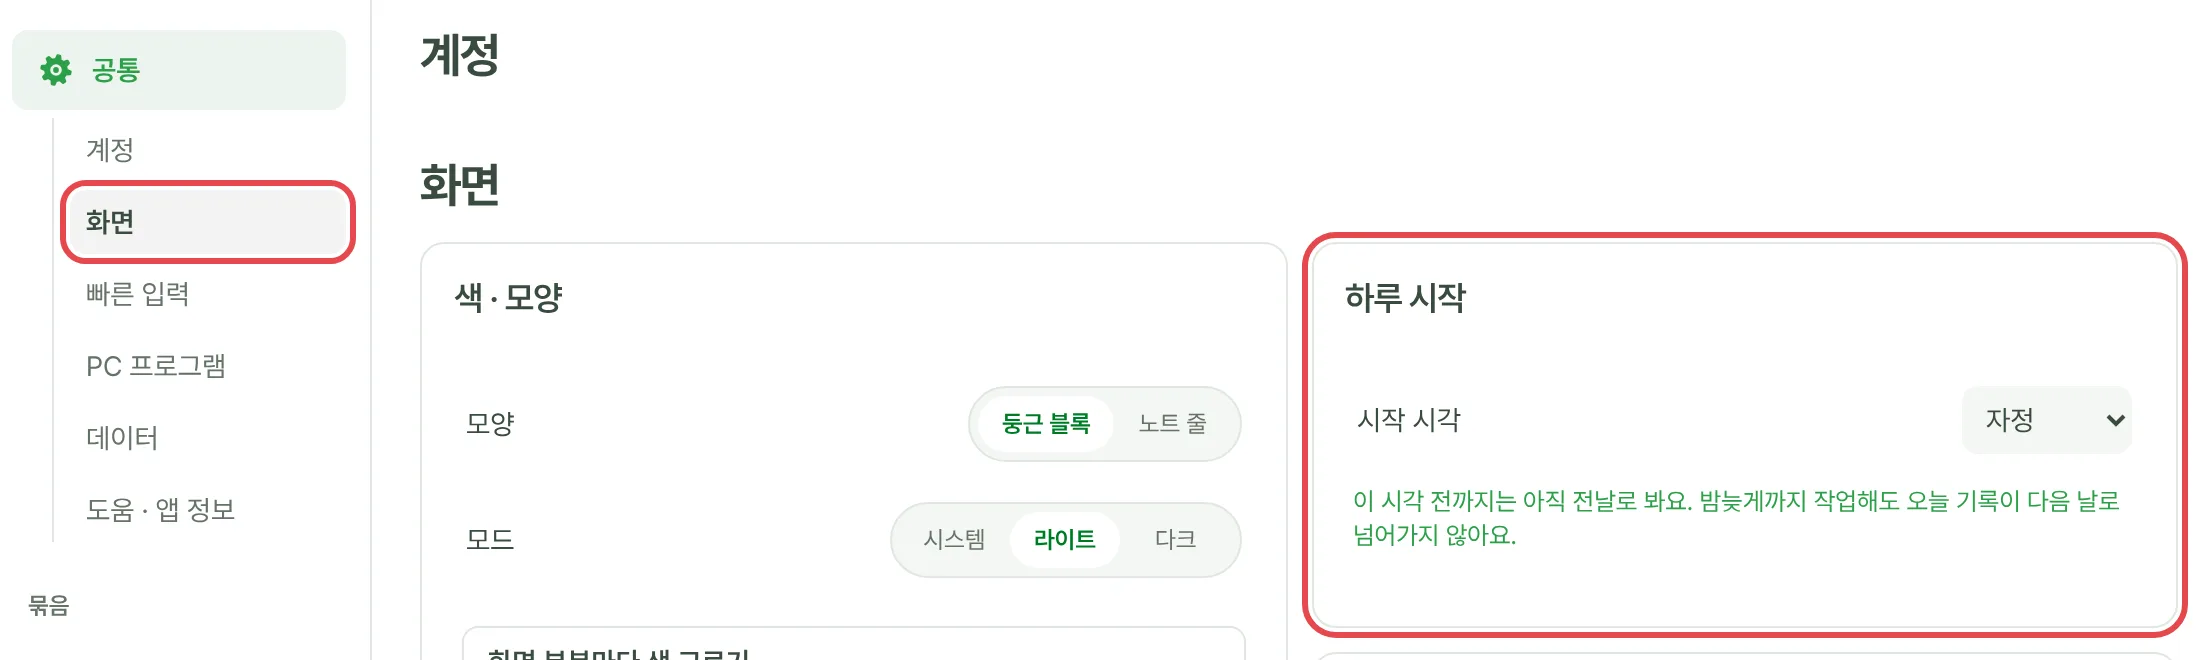 공통
계정
화면
빠른 입력
PC 프로그램
데이터
도움 · 앱 정보
묶음
계정
화면
색 · 모양
모양
둥근 블록
노트 줄
모드
시스템
라이트
다크
하루 시작
시작 시각
자정
이 시각 전까지는 아직 전날로 봐요. 밤늦게까지 작업해도 오늘 기록이 다음 날로
넘어가지 않아요.